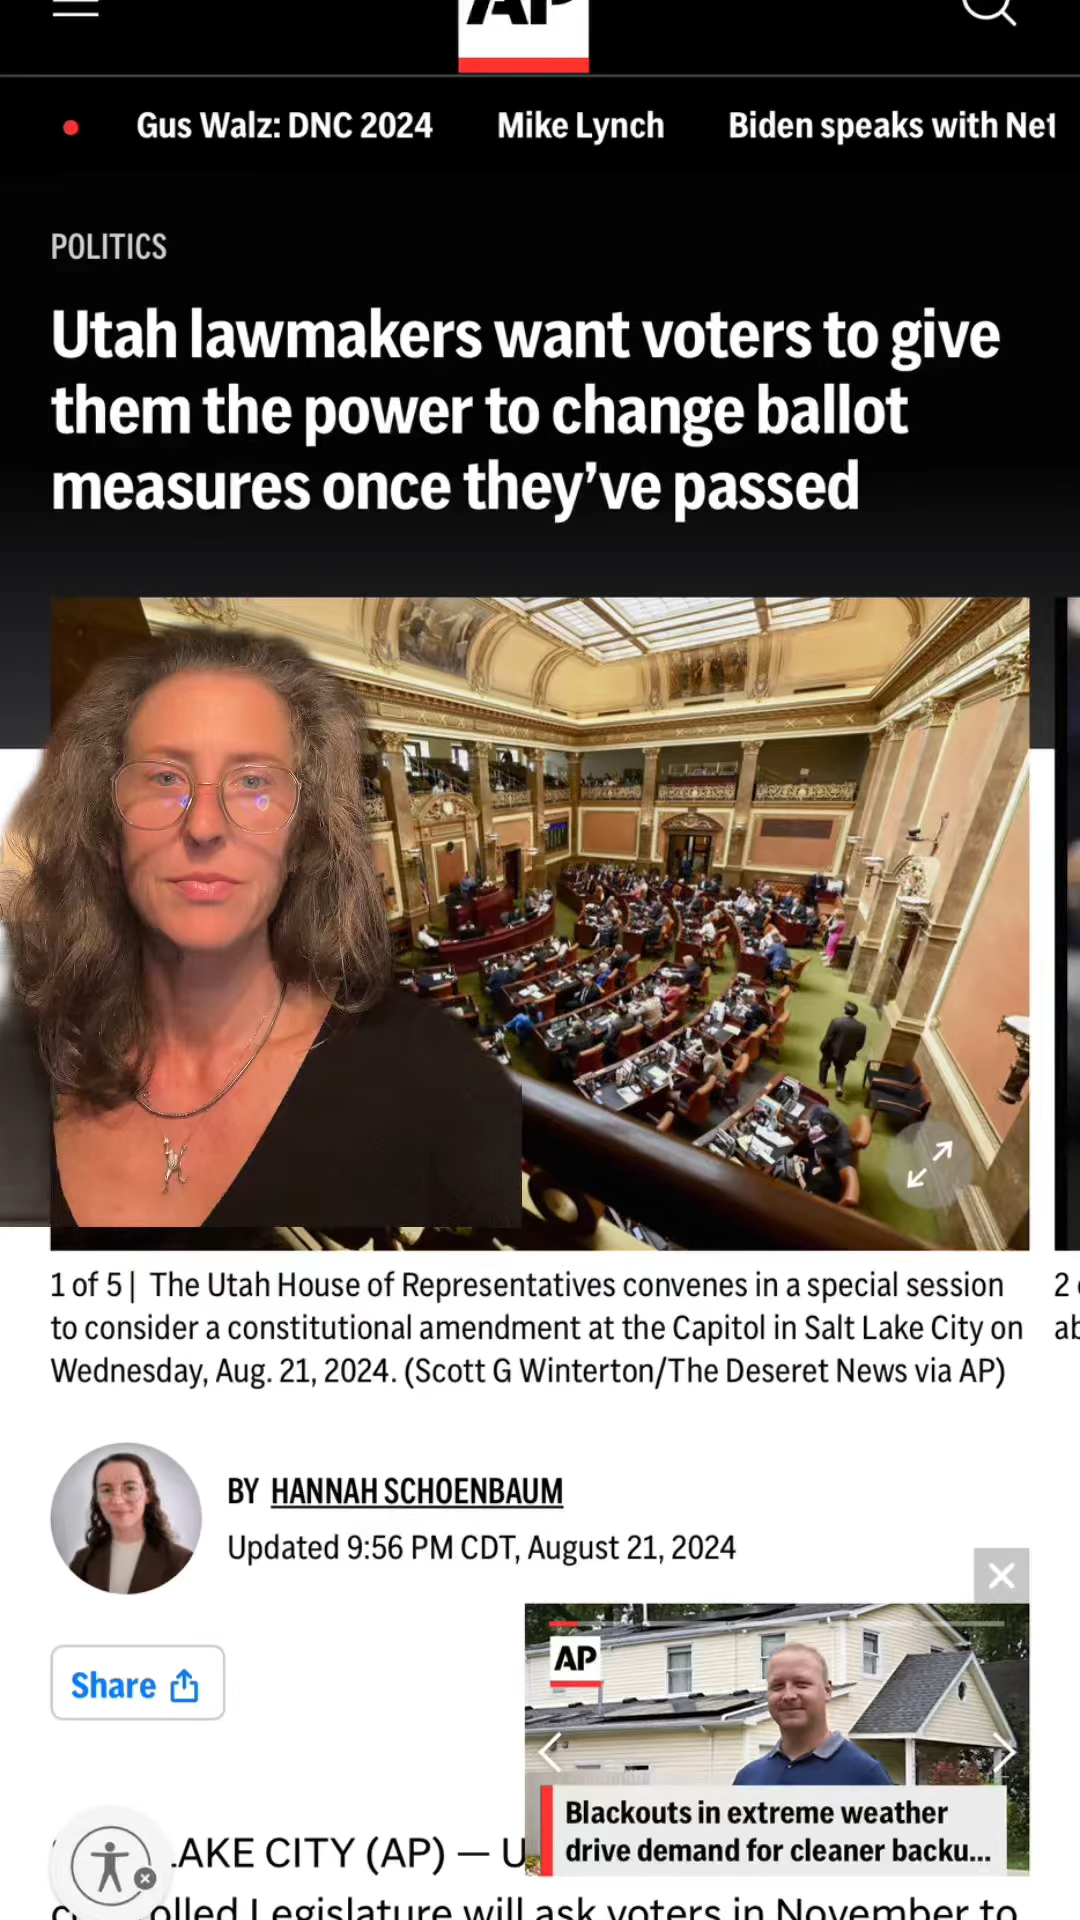 AP
Gus Walz: DNC 2024 Mike Lynch Biden speaks with Net
POLITICS
Utah lawmakers want voters to give
them the power to change ballot
measures once they’ve passed
1 of 5 | The Utah House of Representatives convenes in a special session
to consider a constitutional amendment at the Capitol in Salt Lake City on
Wednesday, Aug. 21, 2024. (Scott G Winterton/The Deseret News via AP)
2
ab
BY HANNAH SCHOENBAUM
Updated 9:56 PM CDT, August 21, 2024
Share
AP
Blackouts in extreme weather
drive demand for cleaner backu...
LAKE CITY (AP) — U
olled Legislature will ask voters in November to